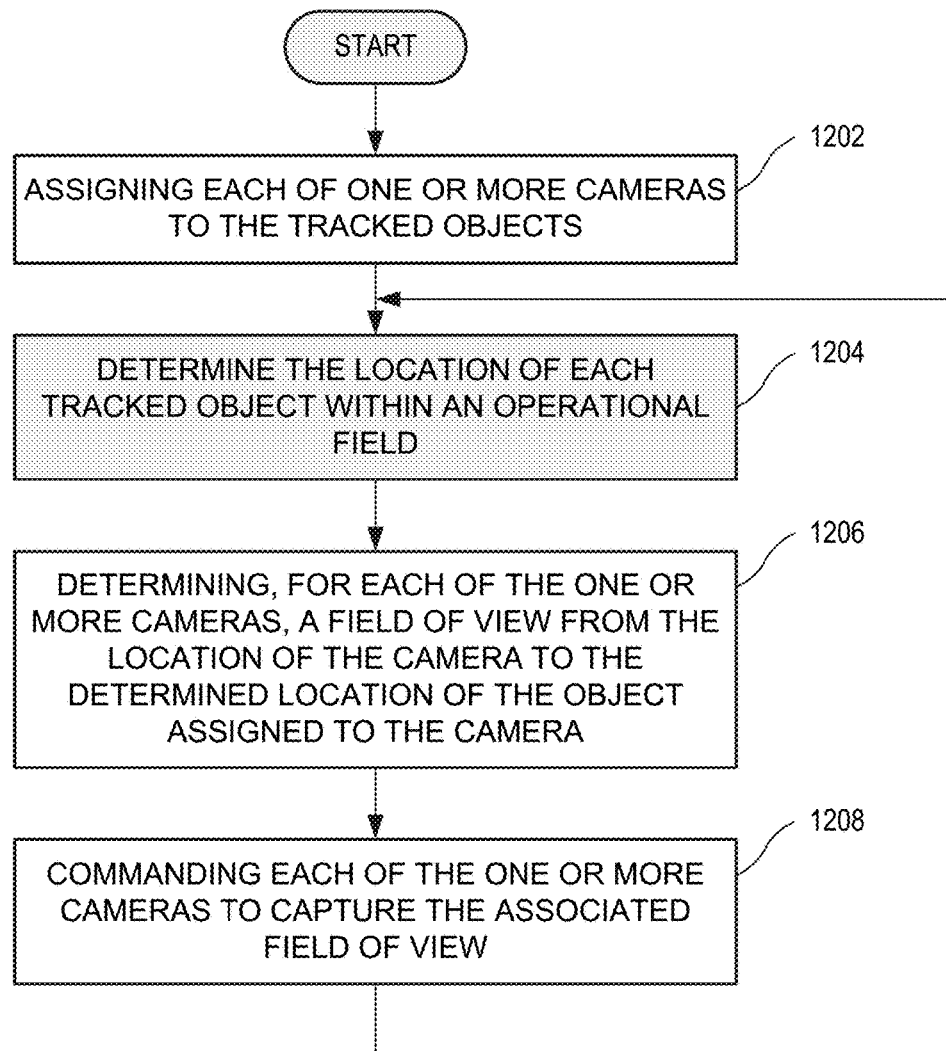 START
1202
ASSIGNING EACH OF ONE OR MORE CAMERAS
TO THE TRACKED OBJECTS
1204
DETERMINE THE LOCATION OF EACH
TRACKED OBJECT WITHIN AN OPERATIONAL
FIELD
1206
DETERMINING, FOR EACH OF THE ONE OR
MORE CAMERAS, A FIELD OF VIEW FROM THE
LOCATION OF THE CAMERA TO THE
DETERMINED LOCATION OF THE OBJECT
ASSIGNED TO THE CAMERA
1208
COMMANDING EACH OF THE ONE OR MORE
CAMERAS TO CAPTURE THE ASSOCIATED
FIELD OF VIEW